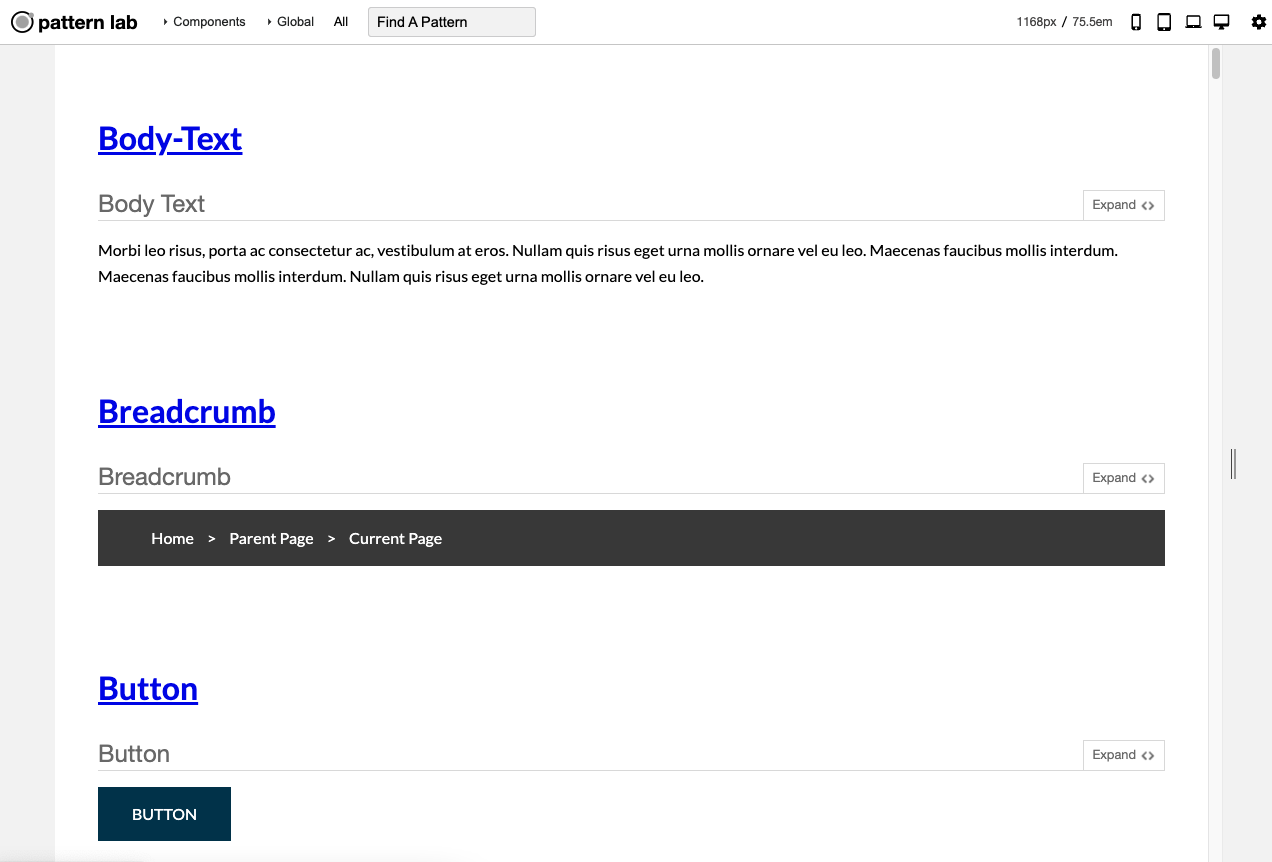 pattern lab Components Global All Find A Pattern 1168px / 75.5em
Body-Text
Body Text Expand
Morbi leo risus, porta ac consectetur ac, vestibulum at eros. Nullam quis risus eget urna mollis ornare vel eu leo. Maecenas faucibus mollis interdum.
Maecenas faucibus mollis interdum. Nullam quis risus eget urna mollis ornare vel eu leo.
Breadcrumb
Breadcrumb Expand
Home > Parent Page > Current Page
Button
Button Expand
BUTTON